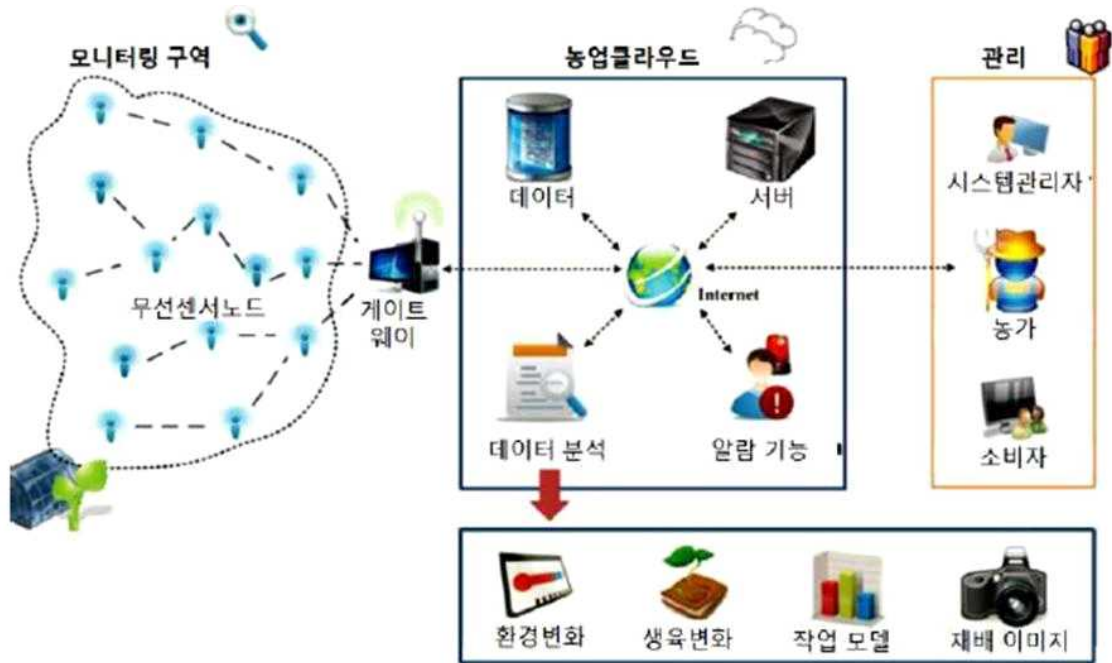 모니터링 구역
농업클라우드
관리
데이터
서버
시스템관리자
무선센서노드
게이트
웨이
Internet
농가
데이터 분석
알람 기능
소비자
환경변화
생육변화
작업 모델
재배 이미지